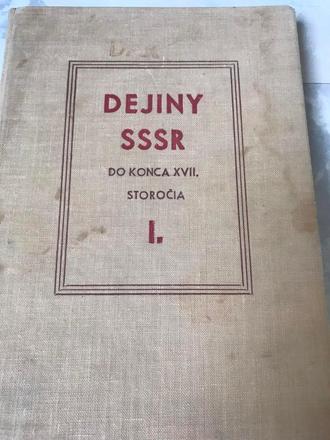 DEJINY
SSSR
DO KONCA XVII.
STOROČIA
I.